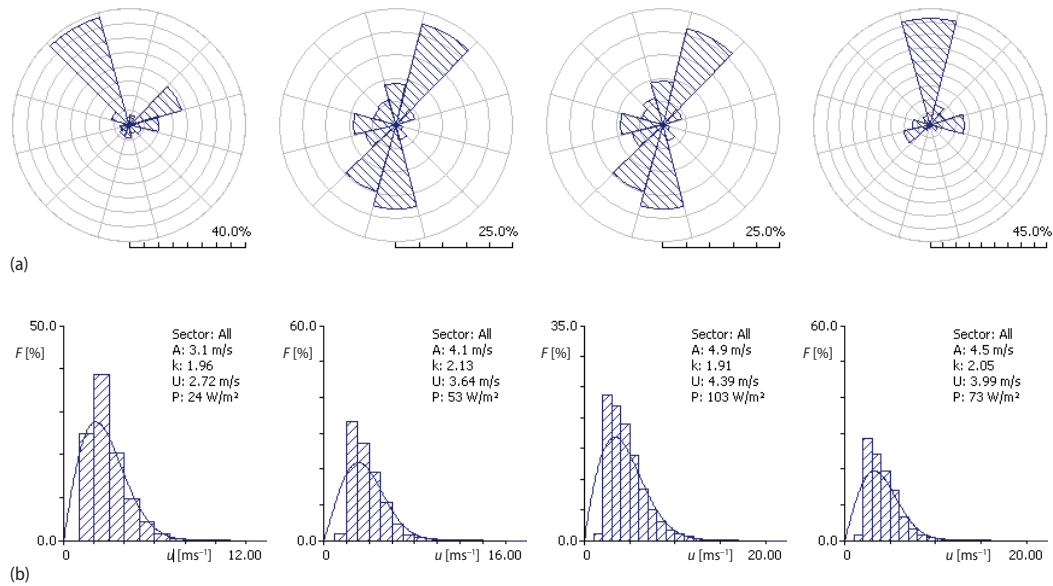 40.0%
25.0%
25.0%
45.0%
(a)
50.0
F [%]
Sector: All
A: 3.1 m/s
k: 1.96
U: 2.72 m/s
P: 24 W/m²
0.0
0
u [ms⁻¹]
12.00
60.0
F [%]
Sector: All
A: 4.1 m/s
k: 2.13
U: 3.64 m/s
P: 53 W/m²
0.0
0
u [ms⁻¹]
16.00
35.0
F [%]
Sector: All
A: 4.9 m/s
k: 1.91
U: 4.39 m/s
P: 103 W/m²
0.0
0
u [ms⁻¹]
20.00
60.0
F [%]
Sector: All
A: 4.5 m/s
k: 2.05
U: 3.99 m/s
P: 73 W/m²
0.0
0
u [ms⁻¹]
20.00
(b)